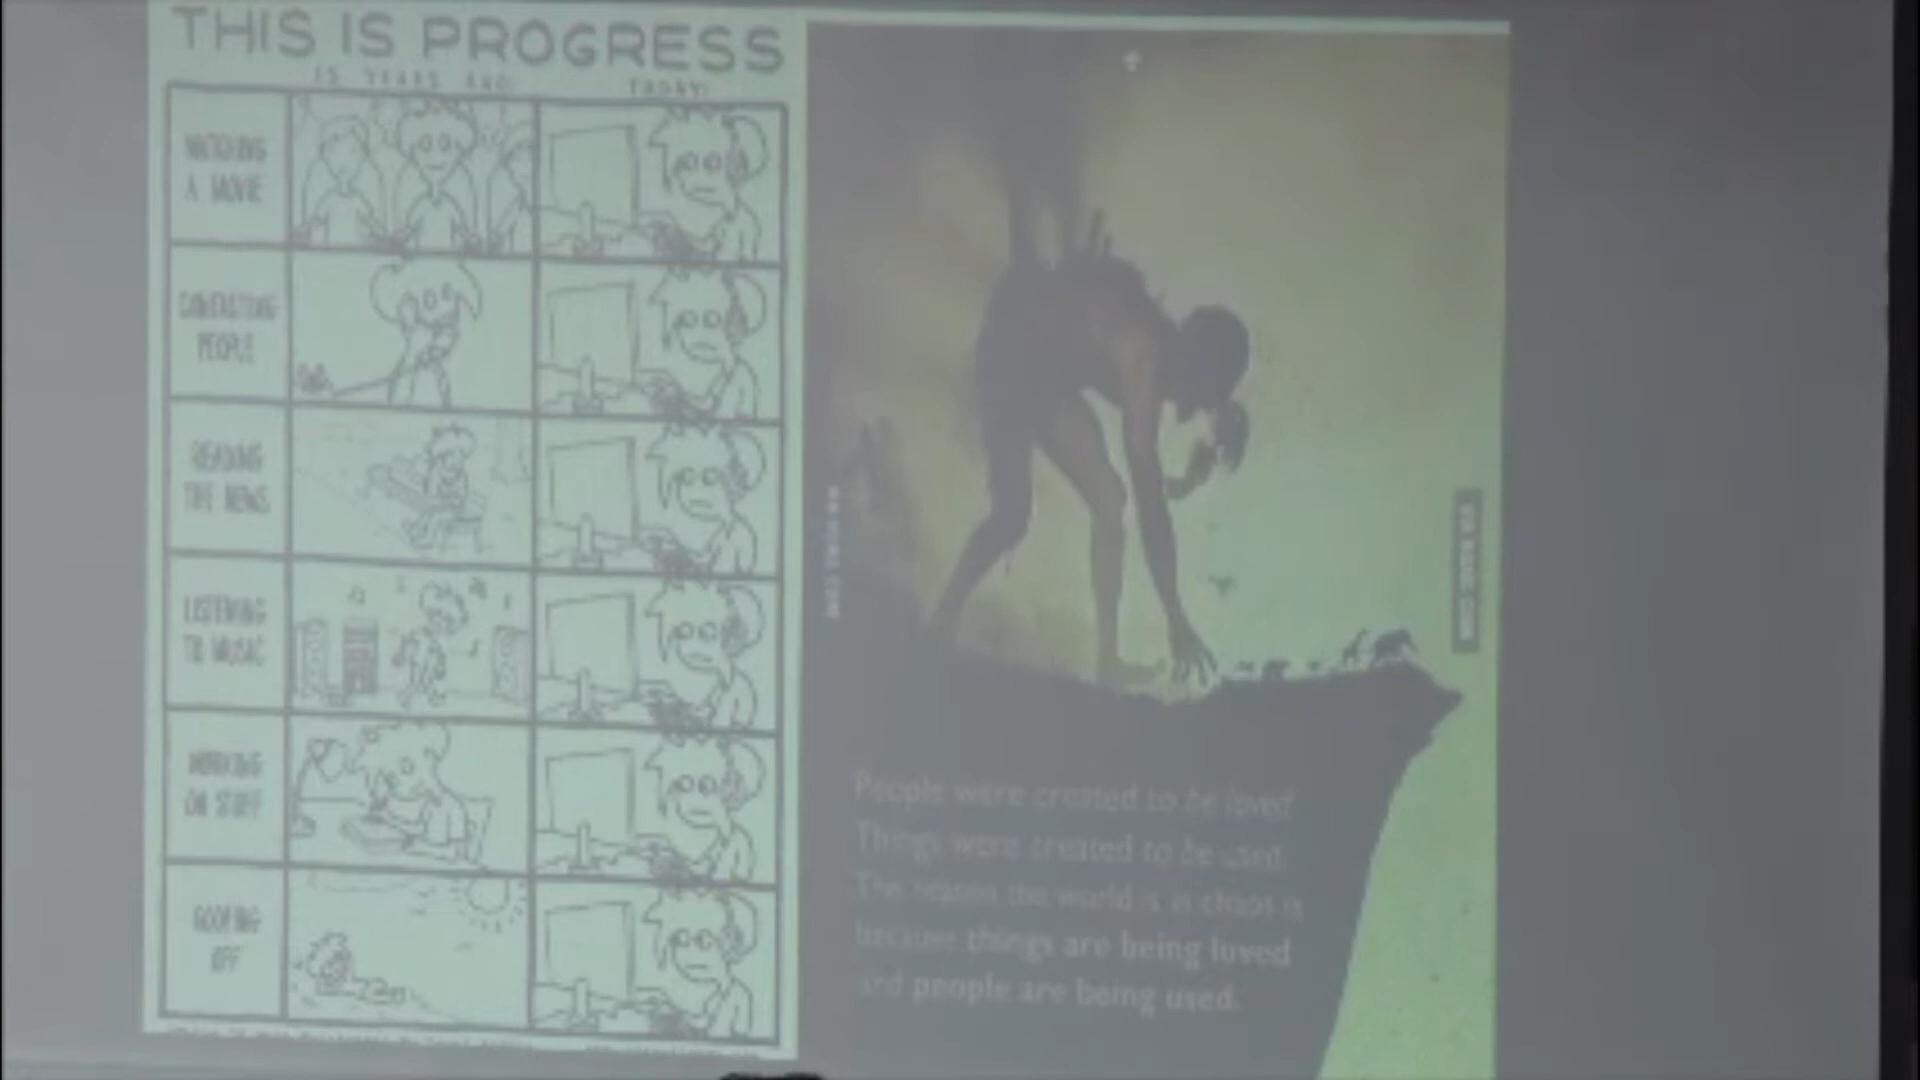 THIS IS PROGRESS
15 YEARS AGO: TODAY:
WATCHING
A MOVIE
PEOPLE
READING
THE NEWS
LISTENING
TO MUSIC
WORKING
ON STUFF
GOOFING
OFF
People were created to be loved
Things were created to be used.
The reason the world is in chaos is
because things are being loved
and people are being used.